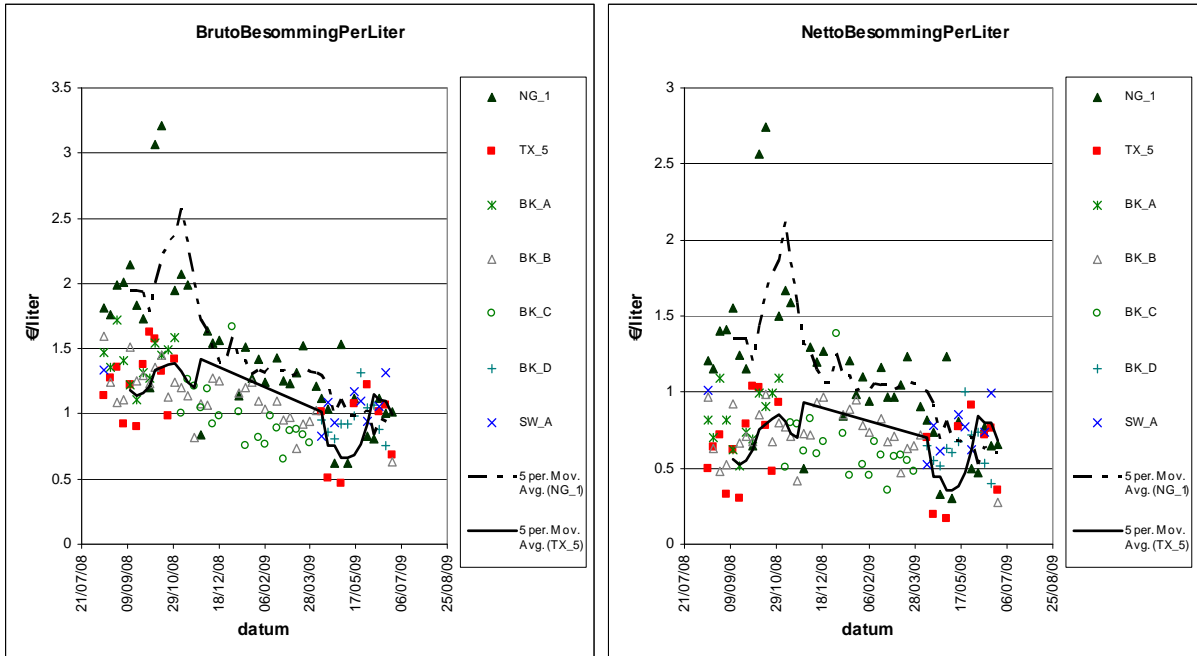 BrutoBesommingPerLiter
3.5
3
2.5
2
1.5
1
0.5
0
€/liter
21/07/08
09/09/08
29/10/08
18/12/08
06/02/09
29/03/09
17/05/09
06/07/09
25/08/09
datum
NG_1
TX_5
BK_A
BK_B
BK_C
BK_D
SW_A
5 per. Mov.
Avg. (NG_1)
5 per. Mov.
Avg. (TX_5)
NettoBesommingPerLiter
3
2.5
2
1.5
1
0.5
0
€/liter
21/07/08
09/09/08
29/10/08
18/12/08
06/02/09
29/03/09
17/05/09
06/07/09
25/08/09
datum
NG_1
TX_5
BK_A
BK_B
BK_C
BK_D
SW_A
5 per. Mov.
Avg. (NG_1)
5 per. Mov.
Avg. (TX_5)